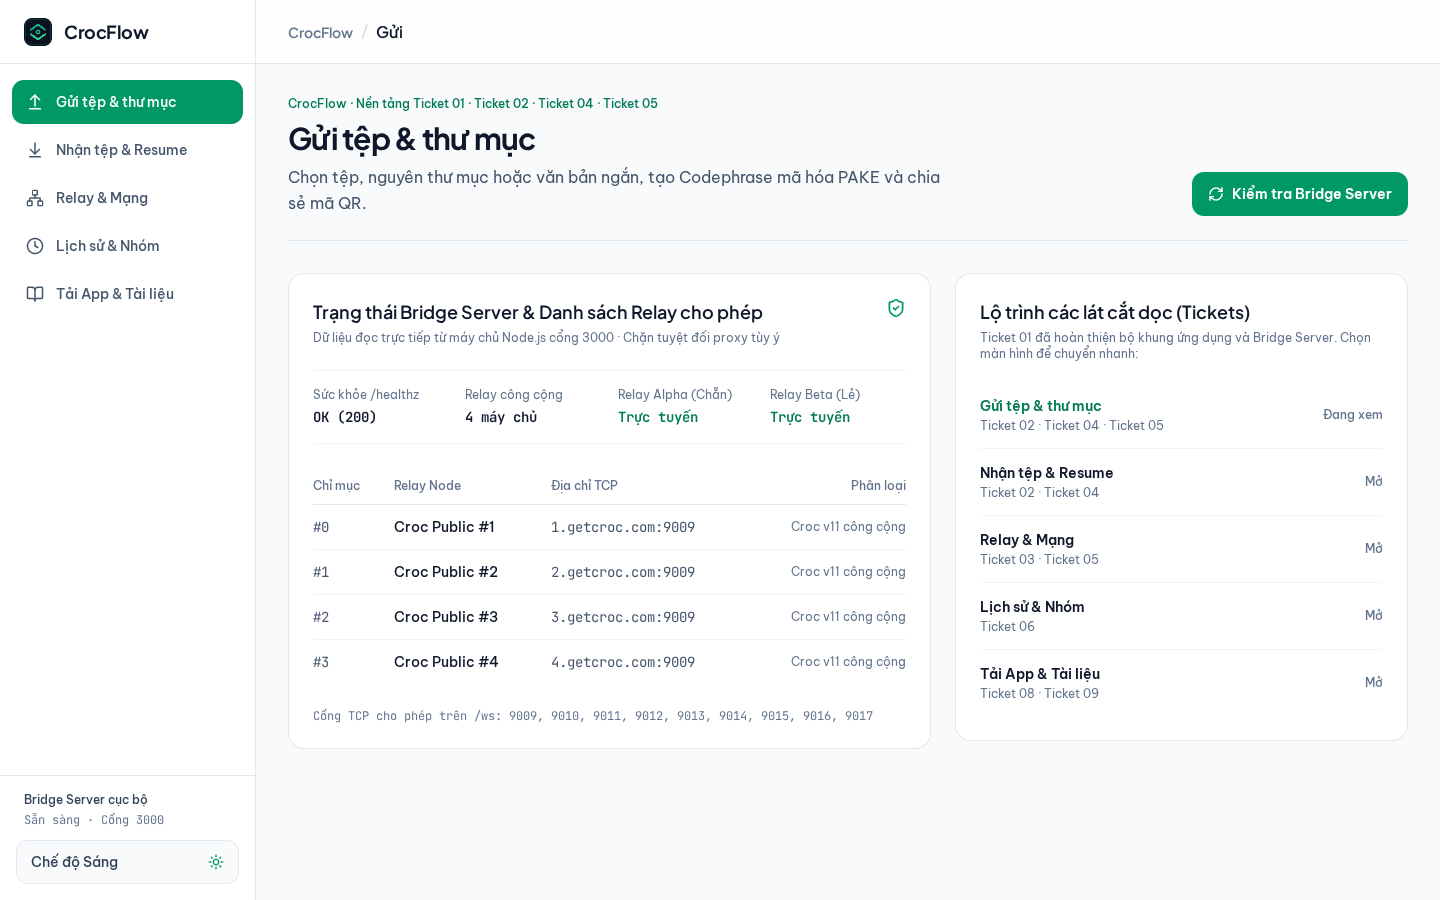 CrocFlow
CrocFlow / Gửi
Gửi tệp & thư mục
Nhận tệp & Resume
Relay & Mạng
Lịch sử & Nhóm
Tải App & Tài liệu
Bridge Server cục bộ
Sẵn sàng · Cổng 3000
Chế độ Sáng
CrocFlow · Nền tảng Ticket 01 · Ticket 02 · Ticket 04 · Ticket 05
Gửi tệp & thư mục
Chọn tệp, nguyên thư mục hoặc văn bản ngắn, tạo Codephrase mã hóa PAKE và chia
sẻ mã QR.
Kiểm tra Bridge Server
Trạng thái Bridge Server & Danh sách Relay cho phép
Dữ liệu đọc trực tiếp từ máy chủ Node.js cổng 3000 · Chặn tuyệt đối proxy tùy ý
Sức khỏe /healthz Relay công cộng Relay Alpha (Chẵn) Relay Beta (Lẻ)
OK (200) 4 máy chủ Trực tuyến Trực tuyến
Chỉ mục Relay Node Địa chỉ TCP Phân loại
#0 Croc Public #1 1.getcroc.com:9009 Croc v11 công cộng
#1 Croc Public #2 2.getcroc.com:9009 Croc v11 công cộng
#2 Croc Public #3 3.getcroc.com:9009 Croc v11 công cộng
#3 Croc Public #4 4.getcroc.com:9009 Croc v11 công cộng
Cổng TCP cho phép trên /ws: 9009, 9010, 9011, 9012, 9013, 9014, 9015, 9016, 9017
Lộ trình các lát cắt dọc (Tickets)
Ticket 01 đã hoàn thiện bộ khung ứng dụng và Bridge Server. Chọn
màn hình để chuyển nhanh:
Gửi tệp & thư mục
Ticket 02 · Ticket 04 · Ticket 05
Đang xem
Nhận tệp & Resume
Ticket 02 · Ticket 04
Mở
Relay & Mạng
Ticket 03 · Ticket 05
Mở
Lịch sử & Nhóm
Ticket 06
Mở
Tải App & Tài liệu
Ticket 08 · Ticket 09
Mở